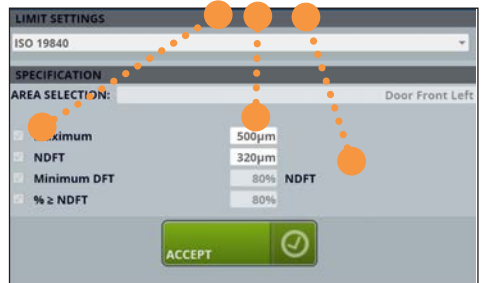 LIMIT SETTINGS
ISO 19840
SPECIFICATION
AREA SELECTION: Door Front Left
Maximum 500µm
NDFT 320µm
Minimum DFT 80% NDFT
% ≥ NDFT 80%
ACCEPT